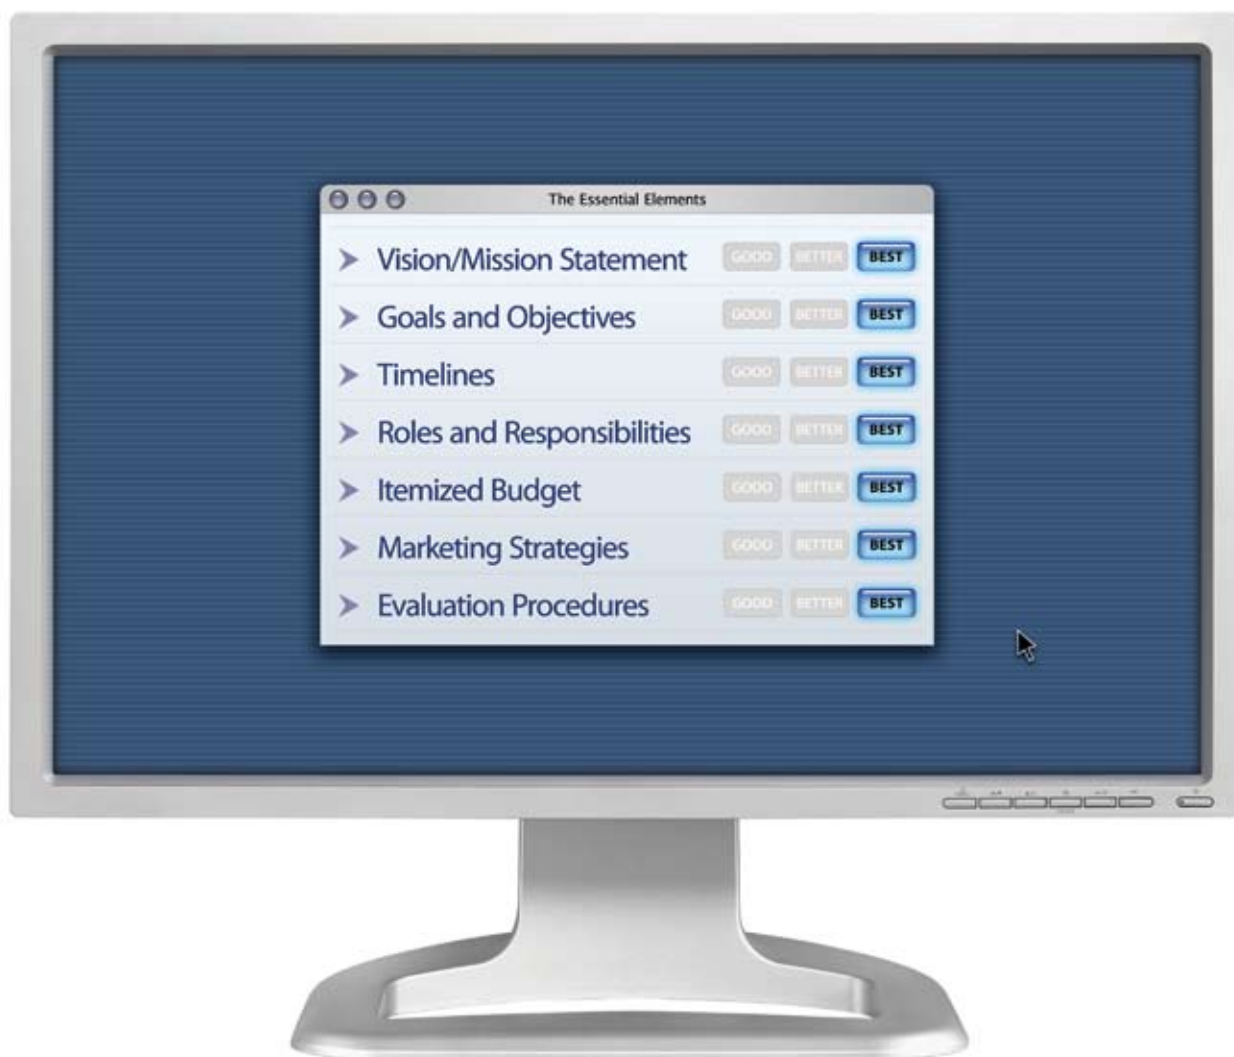 The Essential Elements
Vision/Mission Statement GOOD BETTER BEST
Goals and Objectives GOOD BETTER BEST
Timelines GOOD BETTER BEST
Roles and Responsibilities GOOD BETTER BEST
Itemized Budget GOOD BETTER BEST
Marketing Strategies GOOD BETTER BEST
Evaluation Procedures GOOD BETTER BEST